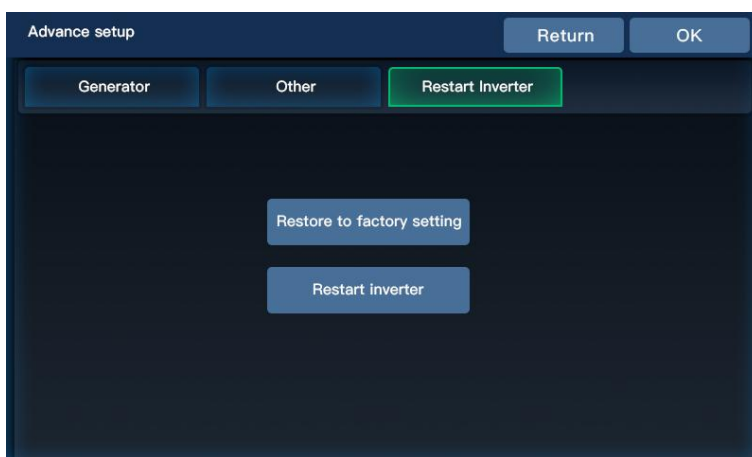 Advance setup
Return
OK
Generator
Other
Restart Inverter
Restore to factory setting
Restart inverter